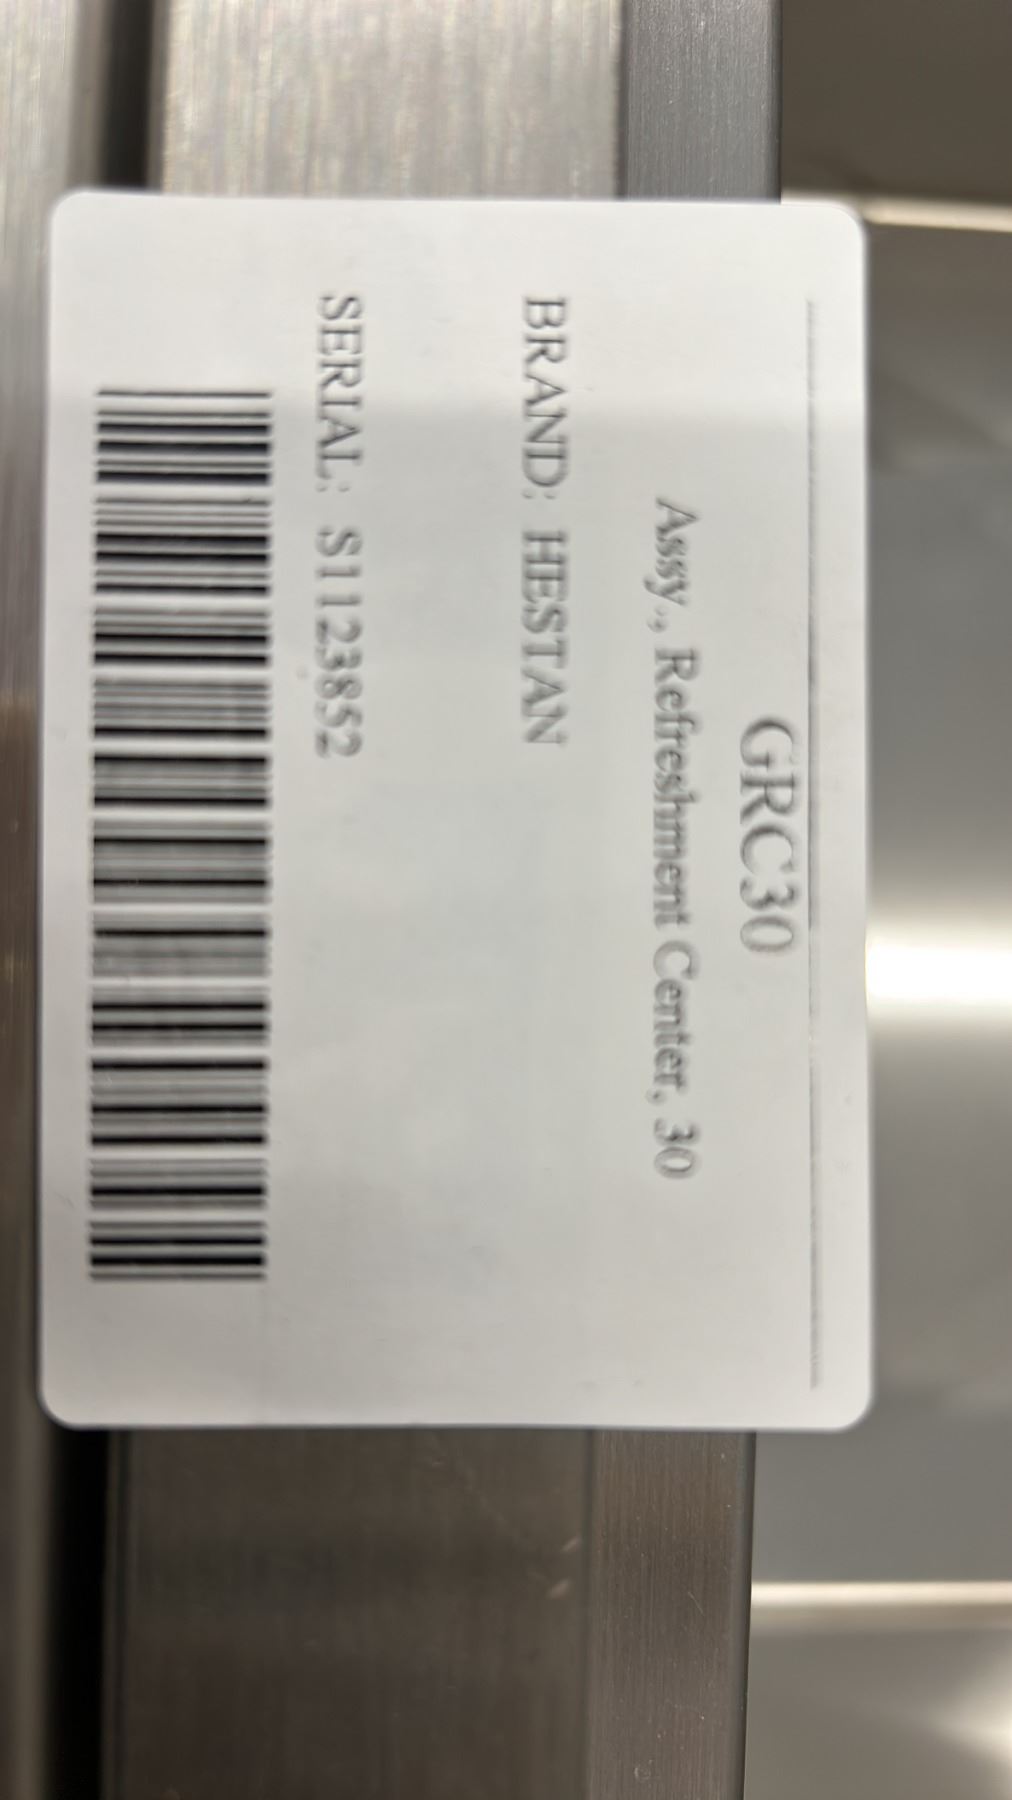 GRC30
Assy., Refreshment Center, 30
BRAND: HESTAN
SERIAL: S1123852